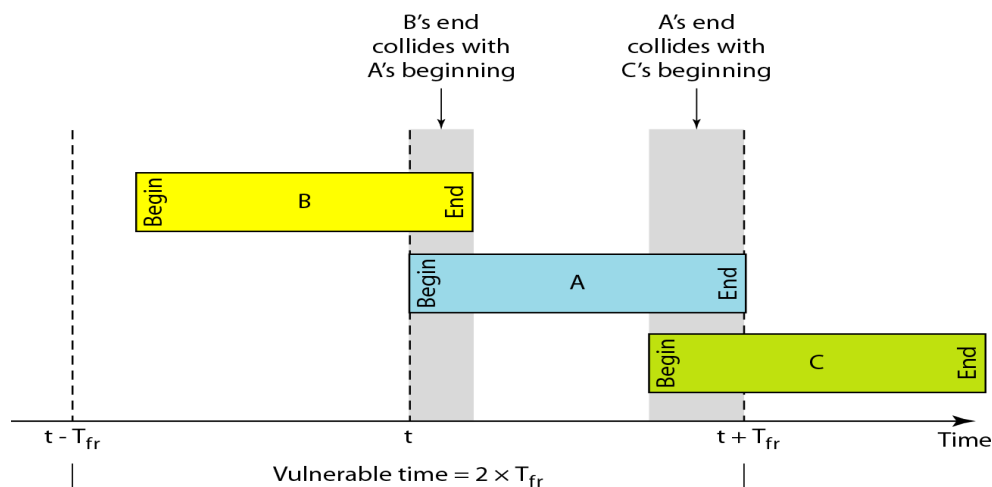 B’s end
collides with
A’s beginning
A’s end
collides with
C’s beginning
Begin
B
End
Begin
A
End
Begin
C
End
t - Tfr
t
t + Tfr
Time
Vulnerable time = 2 × Tfr